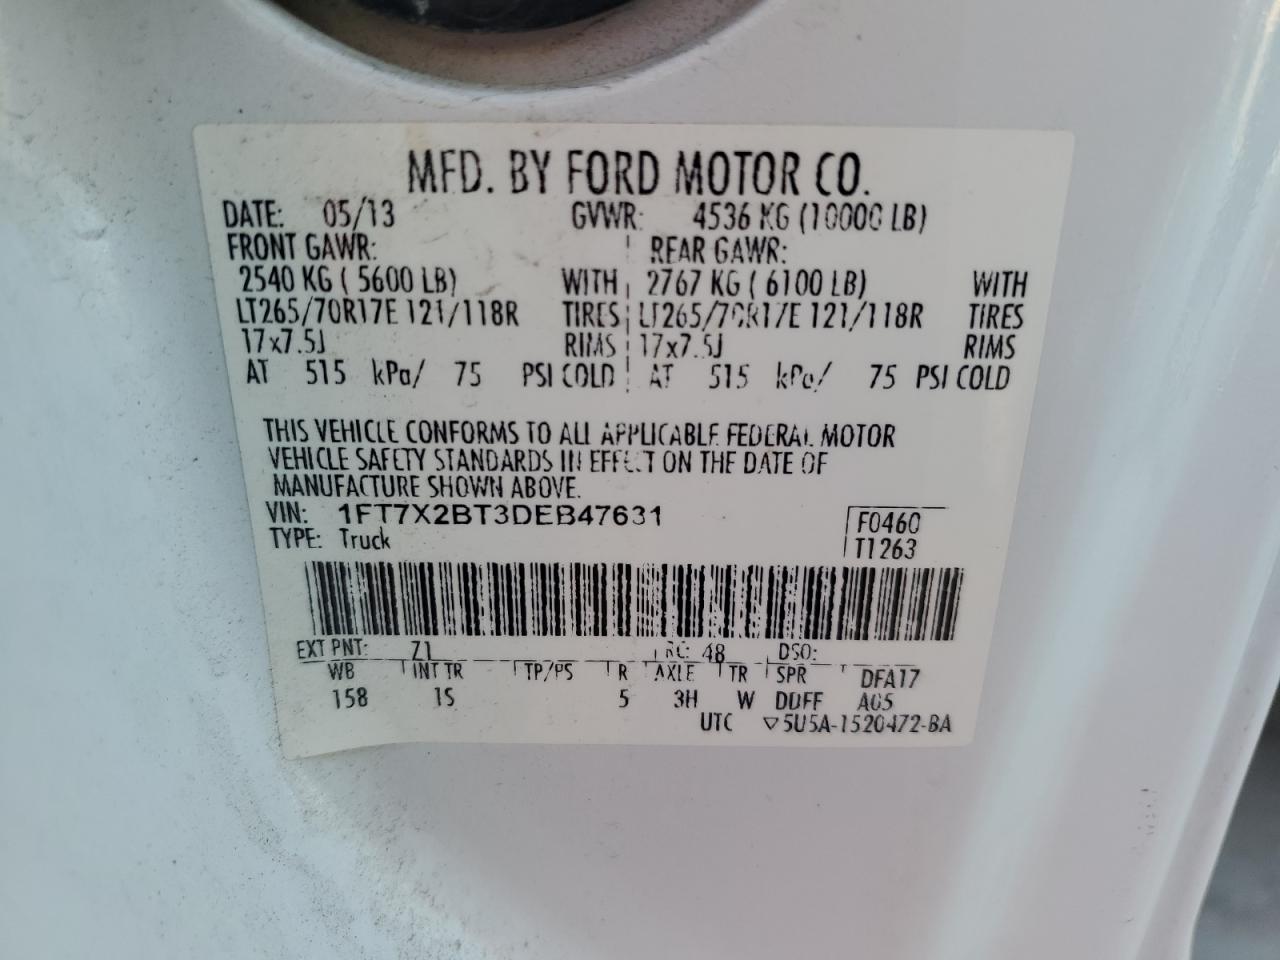 MFD. BY FORD MOTOR CO.
DATE: 05/13 GVWR: 4536 KG (10000 LB)
FRONT GAWR: REAR GAWR:
2540 KG ( 5600 LB) WITH 2767 KG ( 6100 LB) WITH
LT265/70R17E 121/118R TIRES LT265/70R17E 121/118R TIRES
17x7.5J RIMS 17x7.5J RIMS
AT 515 kPa/ 75 PSI COLD AT 515 kPa/ 75 PSI COLD
THIS VEHICLE CONFORMS TO ALL APPLICABLE FEDERAL MOTOR
VEHICLE SAFETY STANDARDS IN EFFECT ON THE DATE OF
MANUFACTURE SHOWN ABOVE.
VIN: 1FT7X2BT3DEB47631 F0460
TYPE: Truck T1263
EXT PNT: Z1 RC: 48 DSO:
WB INT TR TP/PS R AXLE TR SPR DFA17
158 1S 5 3H W DDFF A05
UTC ▽5U5A-1520472-BA